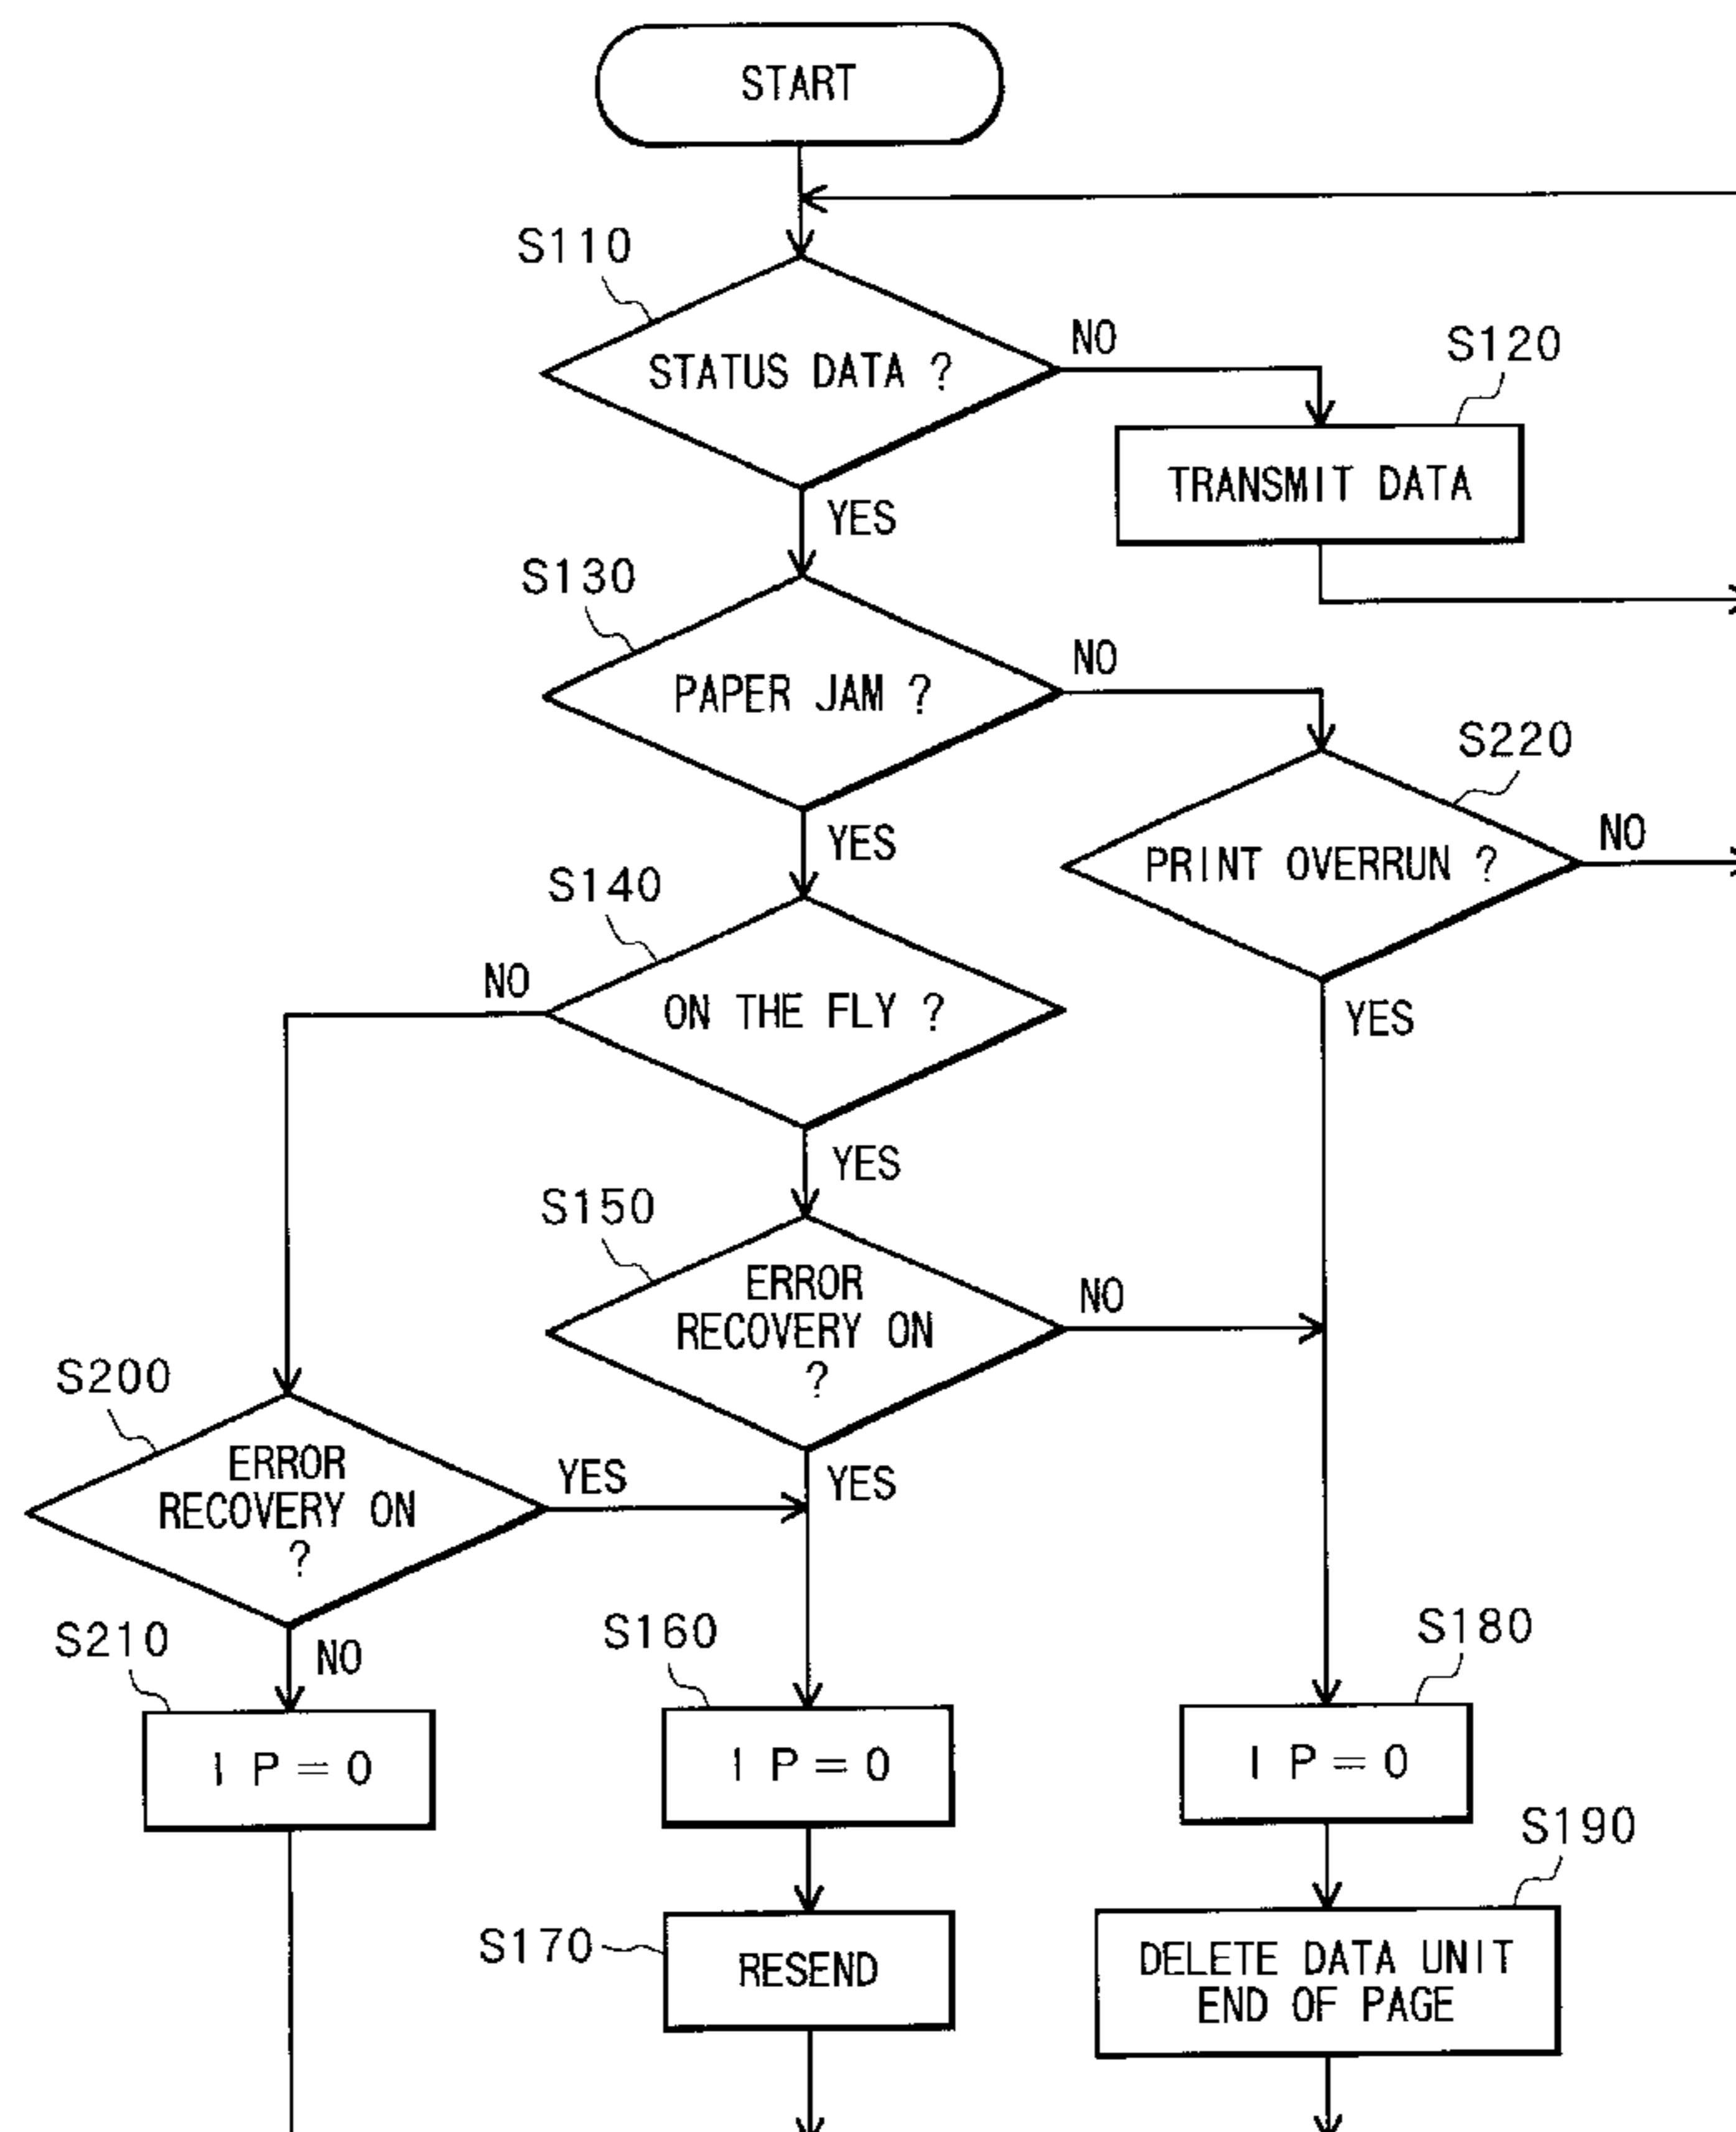 START
S110
STATUS DATA ?
NO
S120
TRANSMIT DATA
YES
S130
PAPER JAM ?
NO
S220
PRINT OVERRUN ?
NO
YES
YES
S140
ON THE FLY ?
NO
YES
S150
ERROR
RECOVERY ON
?
NO
YES
S200
ERROR
RECOVERY ON
?
YES
NO
S210
I P = 0
S160
I P = 0
S180
I P = 0
S170
RESEND
S190
DELETE DATA UNIT
END OF PAGE